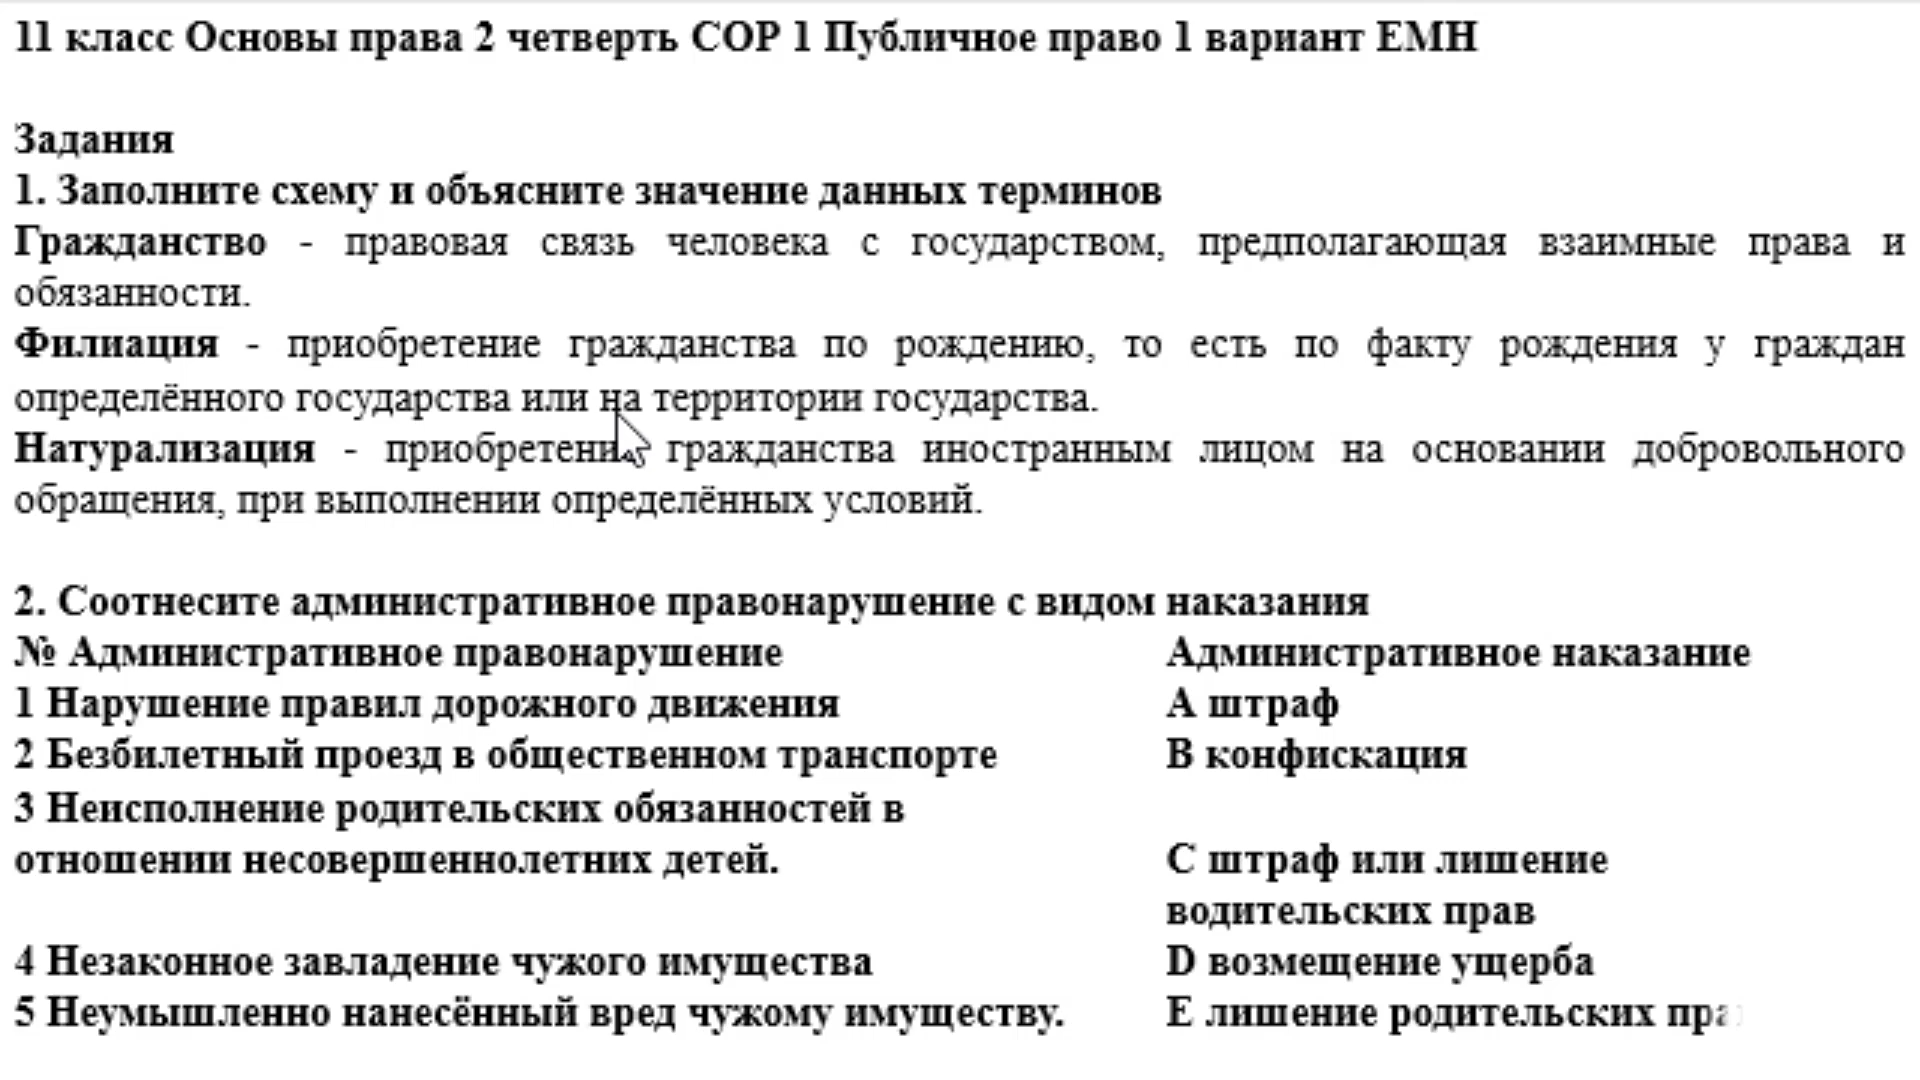 11 класс Основы права 2 четверть СОР 1 Публичное право 1 вариант ЕМН
Задания
1. Заполните схему и объясните значение данных терминов
Гражданство - правовая связь человека с государством, предполагающая взаимные права и
обязанности.
Филиация - приобретение гражданства по рождению, то есть по факту рождения у граждан
определённого государства или на территории государства.
Натурализация - приобретени гражданства иностранным лицом на основании добровольного
обращения, при выполнении определённых условий.
2. Соотнесите административное правонарушение с видом наказания
№ Административное правонарушение Административное наказание
1 Нарушение правил дорожного движения А штраф
2 Безбилетный проезд в общественном транспорте В конфискация
3 Неисполнение родительских обязанностей в
отношении несовершеннолетних детей. С штраф или лишение
водительских прав
4 Незаконное завладение чужого имущества D возмещение ущерба
5 Неумышленно нанесённый вред чужому имуществу. Е лишение родительских пра